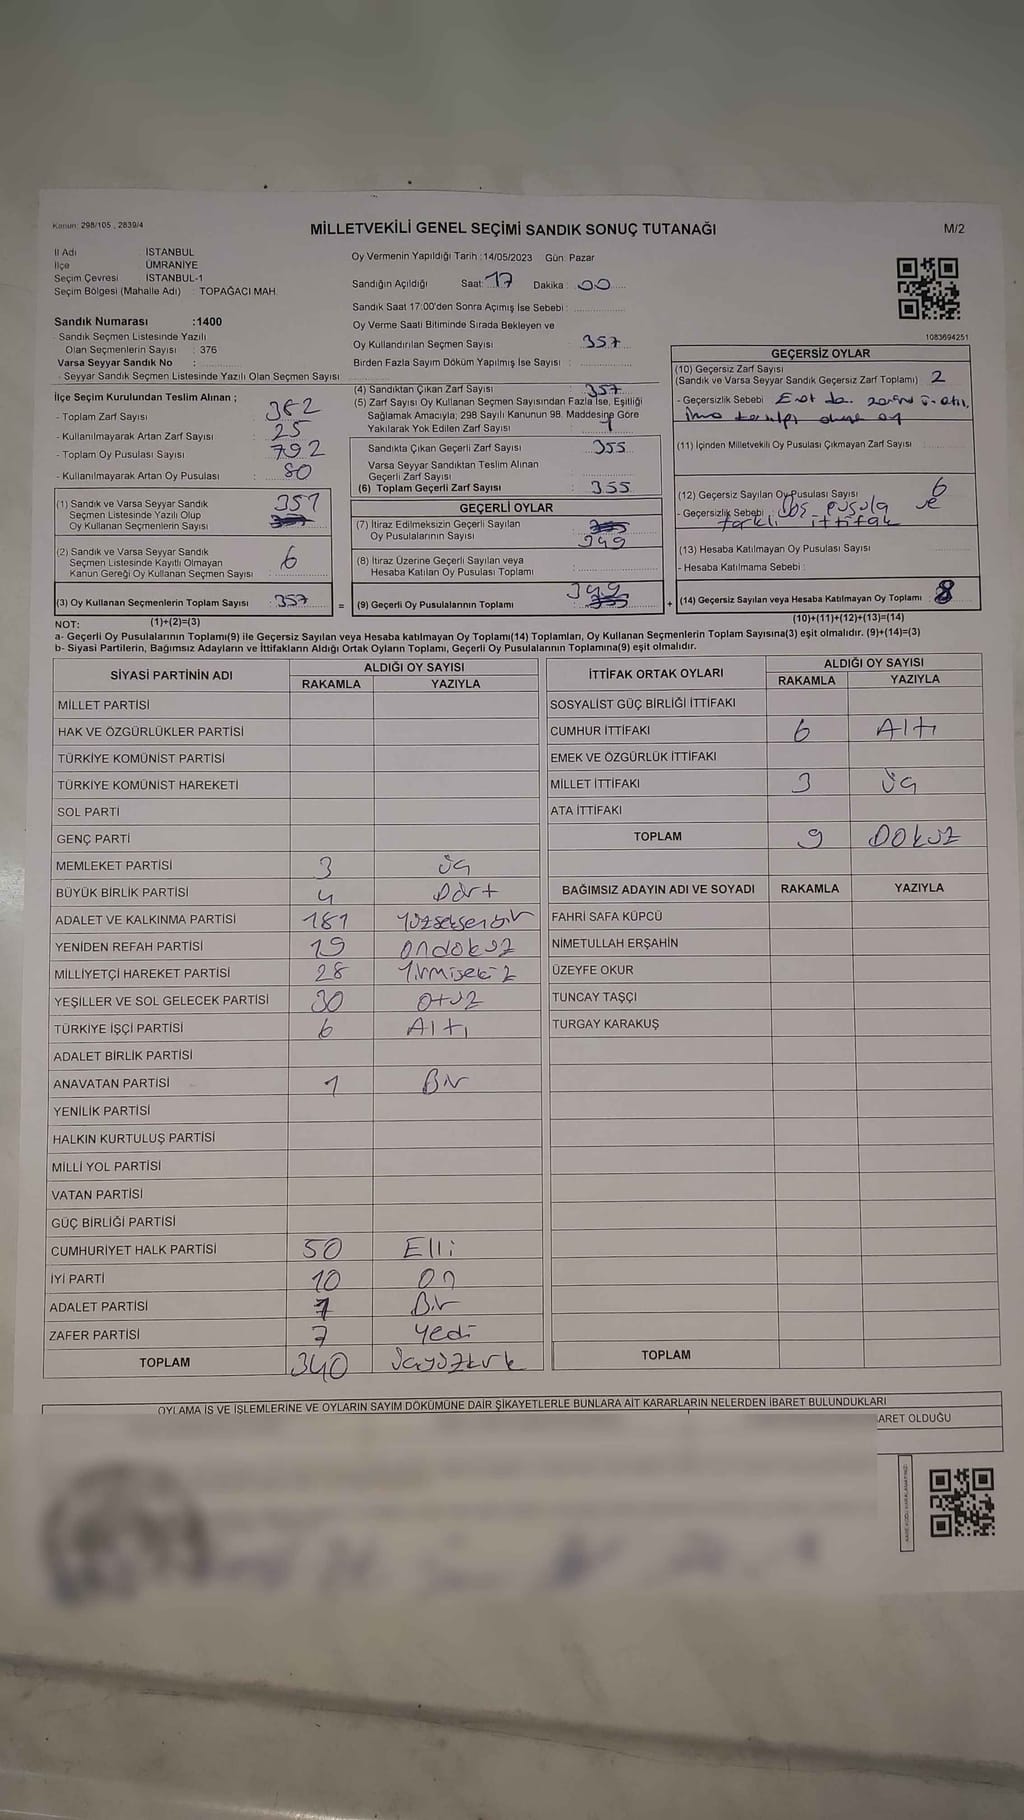 Kanun: 298/105 , 2839/4
MİLLETVEKİLİ GENEL SEÇİMİ SANDIK SONUÇ TUTANAĞI
M/2
İl Adı İSTANBUL
İlçe ÜMRANİYE
Seçim Çevresi İSTANBUL-1
Seçim Bölgesi (Mahalle Adı) : TOPAĞACI MAH.
Sandık Numarası :1400
Sandık Seçmen Listesinde Yazılı
Olan Seçmenlerin Sayısı : 376
Varsa Seyyar Sandık No :
Seyyar Sandık Seçmen Listesinde Yazılı Olan Seçmen Sayısı
İlçe Seçim Kurulundan Teslim Alınan ;
- Toplam Zarf Sayısı : 382
- Kullanılmayarak Artan Zarf Sayısı : 25
- Toplam Oy Pusulası Sayısı : 792
- Kullanılmayarak Artan Oy Pusulası : 80
(1) Sandık ve Varsa Seyyar Sandık
Seçmen Listesinde Yazılı Olup
Oy Kullanan Seçmenlerin Sayısı : 351
(2) Sandık ve Varsa Seyyar Sandık
Seçmen Listesinde Kayıtlı Olmayan
Kanun Gereği Oy Kullanan Seçmen Sayısı : 6
(3) Oy Kullanan Seçmenlerin Toplam Sayısı : 357
Oy Vermenin Yapıldığı Tarih :14/05/2023 Gün: Pazar
Sandığın Açıldığı Saat: 17 Dakika : 00
Sandık Saat 17:00'den Sonra Açımış İse Sebebi :
Oy Verme Saati Bitiminde Sırada Bekleyen ve
Oy Kullandırılan Seçmen Sayısı : 357
Birden Fazla Sayım Döküm Yapılmış İse Sayısı :
(4) Sandıktan Çıkan Zarf Sayısı : 357
(5) Zarf Sayısı Oy Kullanan Seçmen Sayısından Fazla İse, Eşitliği
Sağlamak Amacıyla; 298 Sayılı Kanunun 98. Maddesine Göre
Yakılarak Yok Edilen Zarf Sayısı :
Sandıkta Çıkan Geçerli Zarf Sayısı : 355
Varsa Seyyar Sandıktan Teslim Alınan
Geçerli Zarf Sayısı
(6) Toplam Geçerli Zarf Sayısı : 355
GEÇERLİ OYLAR
(7) İtiraz Edilmeksizin Geçerli Sayılan
Oy Pusulalarının Sayısı : 349
(8) İtiraz Üzerine Geçerli Sayılan veya
Hesaba Katılan Oy Pusulası Toplamı :
= (9) Geçerli Oy Pusulalarının Toplamı : 349
1083694251
GEÇERSİZ OYLAR
(10) Geçersiz Zarf Sayısı
(Sandık ve Varsa Seyyar Sandık Geçersiz Zarf Toplamı) 2
- Geçersizlik Sebebi
(11) İçinden Milletvekili Oy Pusulası Çıkmayan Zarf Sayısı
(12) Geçersiz Sayılan Oy Pusulası Sayısı 6
- Geçersizlik Sebebi : pusula ve
farklı ittifak
(13) Hesaba Katılmayan Oy Pusulası Sayısı
- Hesaba Katılmama Sebebi :
+ (14) Geçersiz Sayılan veya Hesaba Katılmayan Oy Toplamı : 8
NOT: (1)+(2)=(3) (10)+(11)+(12)+(13)=(14)
a- Geçerli Oy Pusulalarının Toplamı(9) ile Geçersiz Sayılan veya Hesaba katılmayan Oy Toplamı(14) Toplamları, Oy Kullanan Seçmenlerin Toplam Sayısına(3) eşit olmalıdır. (9)+(14)=(3)
b- Siyasi Partilerin, Bağımsız Adayların ve İttifakların Aldığı Ortak Oyların Toplamı, Geçerli Oy Pusulalarının Toplamına(9) eşit olmalıdır.
SİYASİ PARTİNİN ADI ALDIĞI OY SAYISI
RAKAMLA YAZIYLA
MİLLET PARTİSİ
HAK VE ÖZGÜRLÜKLER PARTİSİ
TÜRKİYE KOMÜNİST PARTİSİ
TÜRKİYE KOMÜNİST HAREKETİ
SOL PARTİ
GENÇ PARTİ
MEMLEKET PARTİSİ 3 üç
BÜYÜK BİRLİK PARTİSİ 4 Dört
ADALET VE KALKINMA PARTİSİ 181 Yüzseksenbir
YENİDEN REFAH PARTİSİ 19 ondokuz
MİLLİYETÇİ HAREKET PARTİSİ 28 Yirmisekiz
YEŞİLLER VE SOL GELECEK PARTİSİ 30 otuz
TÜRKİYE İŞÇİ PARTİSİ 6 Altı
ADALET BİRLİK PARTİSİ
ANAVATAN PARTİSİ 1 Bir
YENİLİK PARTİSİ
HALKIN KURTULUŞ PARTİSİ
MİLLİ YOL PARTİSİ
VATAN PARTİSİ
GÜÇ BİRLİĞİ PARTİSİ
CUMHURİYET HALK PARTİSİ 50 Elli
İYİ PARTİ 10 On
ADALET PARTİSİ 1 Bir
ZAFER PARTİSİ 7 Yedi
TOPLAM 340 üçyüzkırk
İTTİFAK ORTAK OYLARI ALDIĞI OY SAYISI
RAKAMLA YAZIYLA
SOSYALİST GÜÇ BİRLİĞİ İTTİFAKI
CUMHUR İTTİFAKI 6 Altı
EMEK VE ÖZGÜRLÜK İTTİFAKI
MİLLET İTTİFAKI 3 üç
ATA İTTİFAKI
TOPLAM 9 Dokuz
BAĞIMSIZ ADAYIN ADI VE SOYADI RAKAMLA YAZIYLA
FAHRİ SAFA KÜPCÜ
NİMETULLAH ERŞAHİN
ÜZEYFE OKUR
TUNCAY TAŞÇI
TURGAY KARAKUŞ
TOPLAM
OYLAMA İŞ VE İŞLEMLERİNE VE OYLARIN SAYIM DÖKÜMÜNE DAİR ŞİKAYETLERLE BUNLARA AİT KARARLARIN NELERDEN İBARET BULUNDUKLARI
ARET OLDUĞU